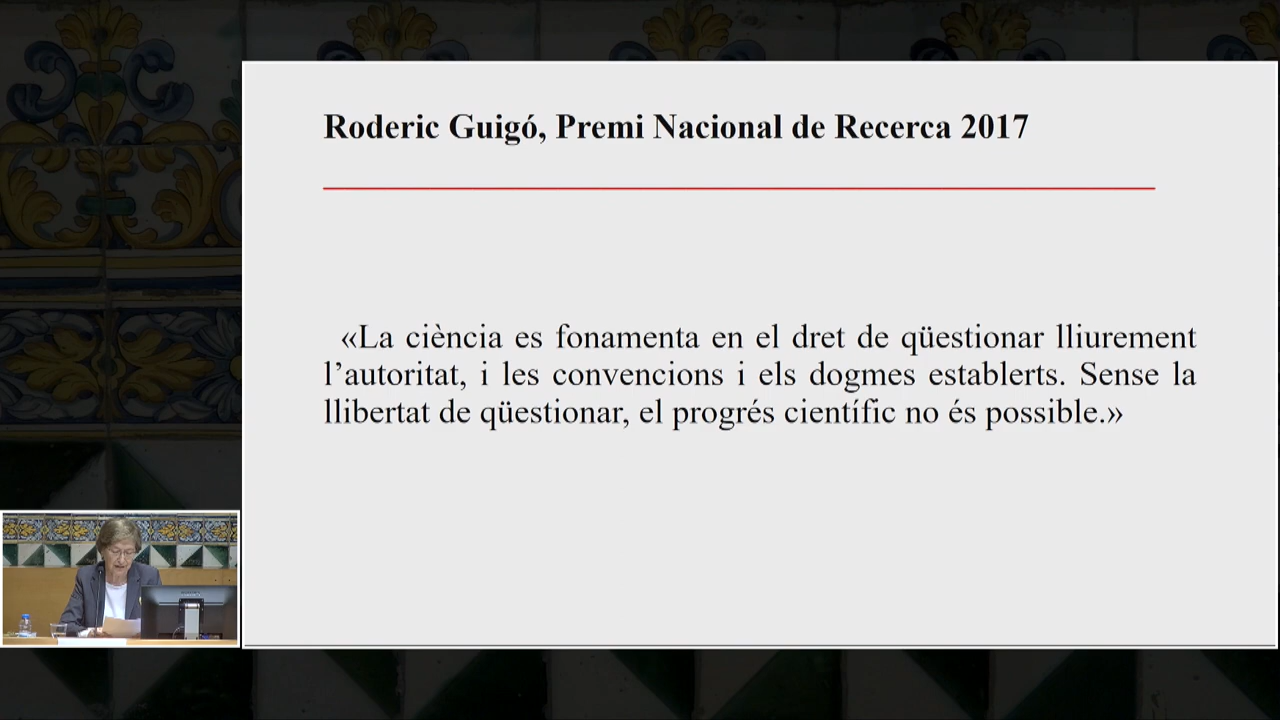 Roderic Guigó, Premi Nacional de Recerca 2017
«La ciència es fonamenta en el dret de qüestionar lliurement
l’autoritat, i les convencions i els dogmes establerts. Sense la
llibertat de qüestionar, el progrés científic no és possible.»